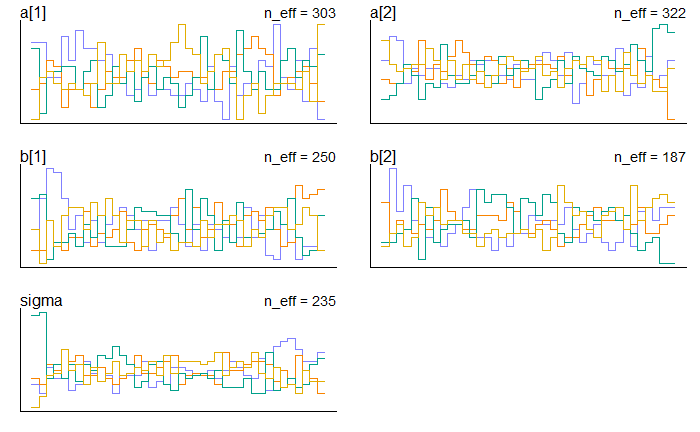 a[1] n_eff = 303
a[2] n_eff = 322
b[1] n_eff = 250
b[2] n_eff = 187
sigma n_eff = 235